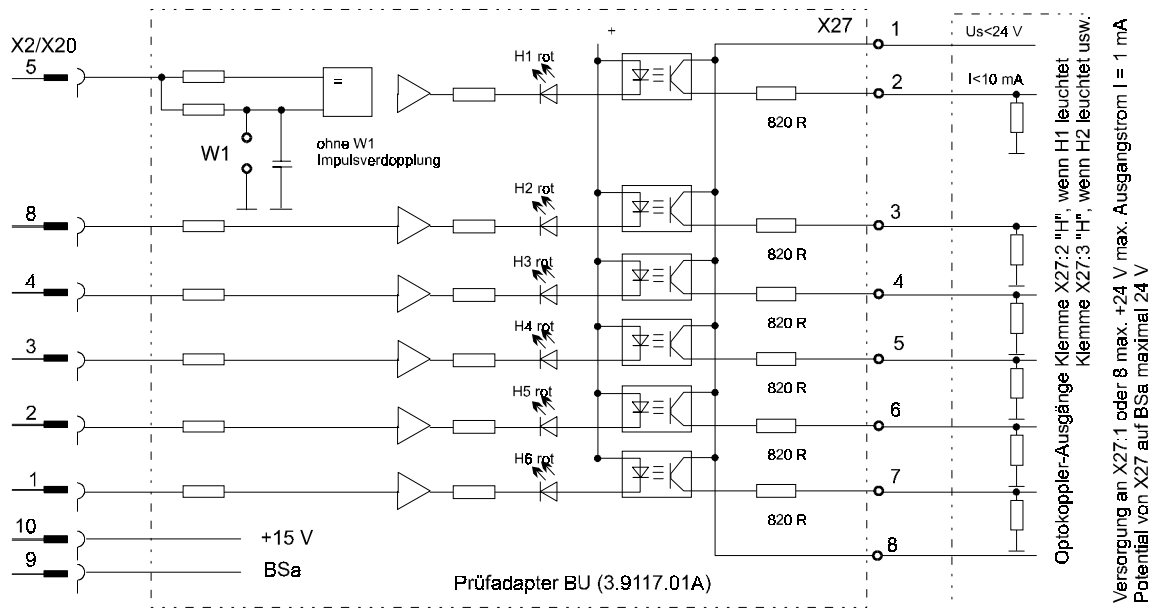 X2/X20
5
=
W1
ohne W1
Impulsverdopplung
H1 rot
+
X27
1
Us<24 V
2
I<10 mA
820 R
8
H2 rot
3
820 R
4
H3 rot
4
820 R
3
H4 rot
5
820 R
2
H5 rot
6
820 R
1
H6 rot
7
820 R
10
+15 V
9
BSa
8
Prüfadapter BU (3.9117.01A)
Optokoppler-Ausgänge Klemme X27:2 "H", wenn H1 leuchtet
Klemme X27:3 "H", wenn H2 leuchtet usw.
Versorgung an X27:1 oder 8 max. +24 V max. Ausgangstrom I = 1 mA
Potential von X27 auf BSa maximal 24 V